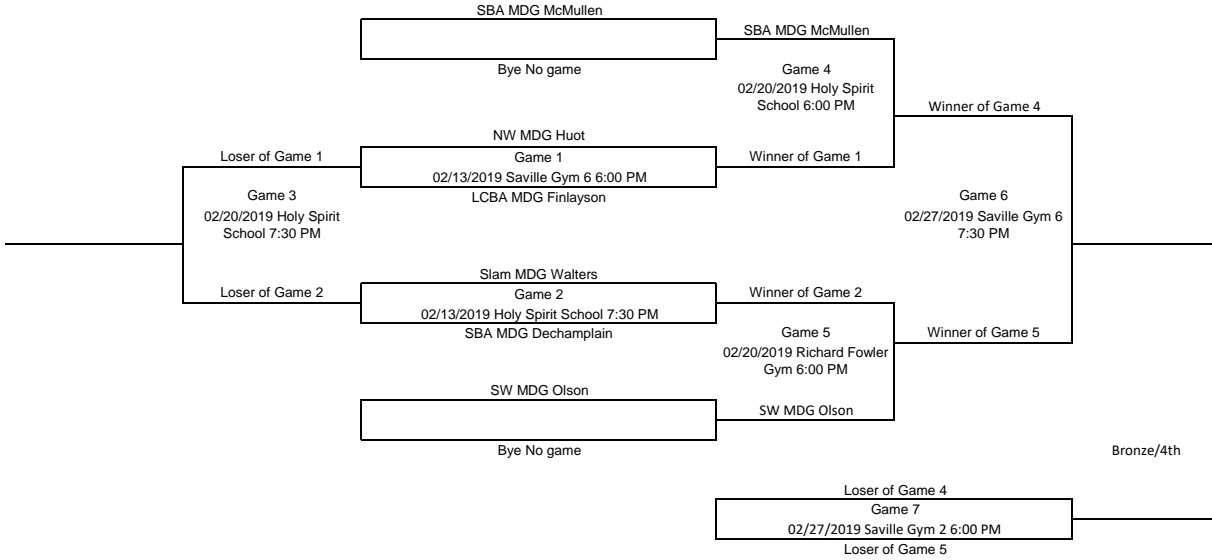 SBA MDG McMullen
SBA MDG McMullen
Bye No game
Game 4
02/20/2019 Holy Spirit
School 6:00 PM
Winner of Game 4
NW MDG Huot
Loser of Game 1
Game 1
Winner of Game 1
02/13/2019 Saville Gym 6 6:00 PM
LCBA MDG Finlayson
Game 3
02/20/2019 Holy Spirit
School 7:30 PM
Game 6
02/27/2019 Saville Gym 6
7:30 PM
Slam MDG Walters
Loser of Game 2
Game 2
Winner of Game 2
02/13/2019 Holy Spirit School 7:30 PM
SBA MDG Dechamplain
Game 5
02/20/2019 Richard Fowler
Gym 6:00 PM
Winner of Game 5
SW MDG Olson
SW MDG Olson
Bye No game
Bronze/4th
Loser of Game 4
Game 7
02/27/2019 Saville Gym 2 6:00 PM
Loser of Game 5